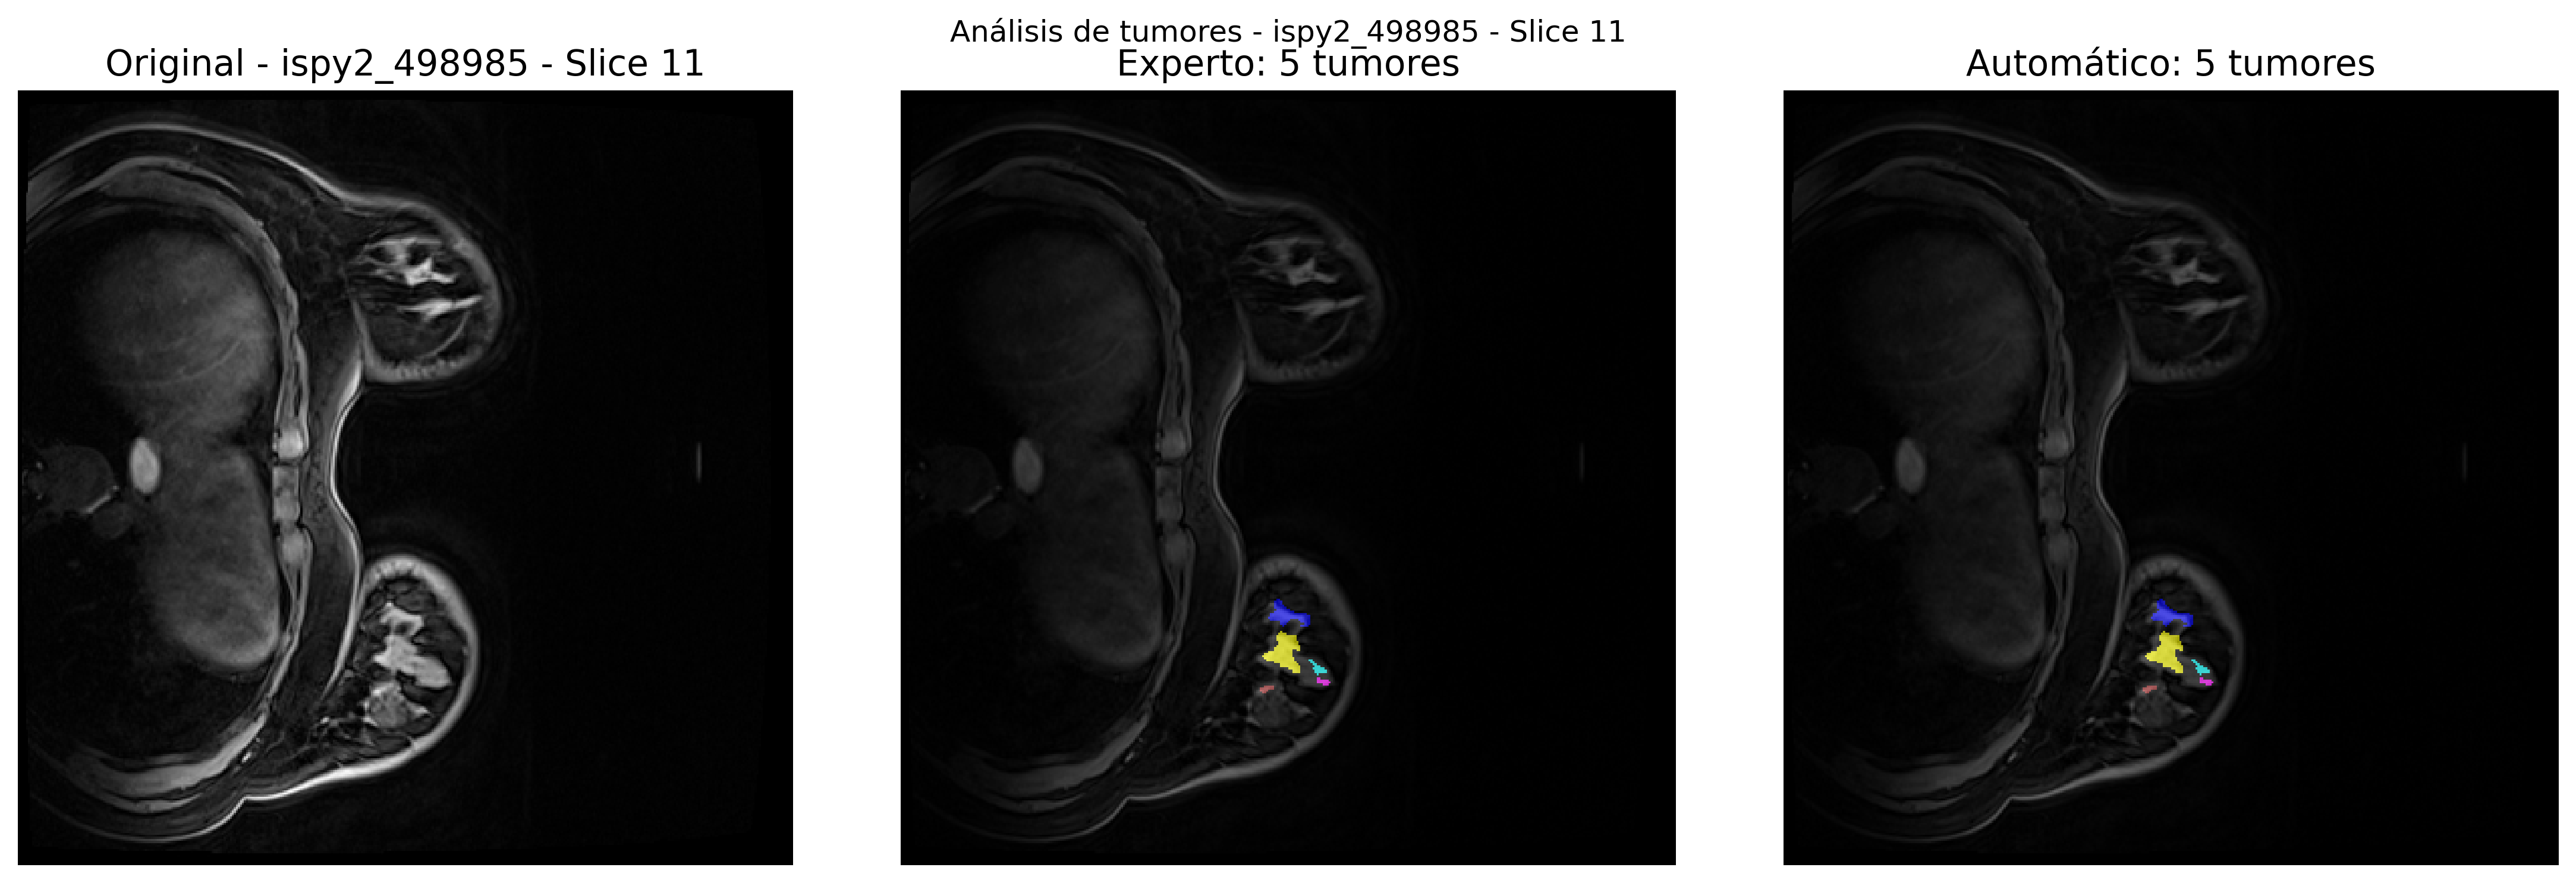 Análisis de tumores - ispy2_498985 - Slice 11
Original - ispy2_498985 - Slice 11
Experto: 5 tumores
Automático: 5 tumores